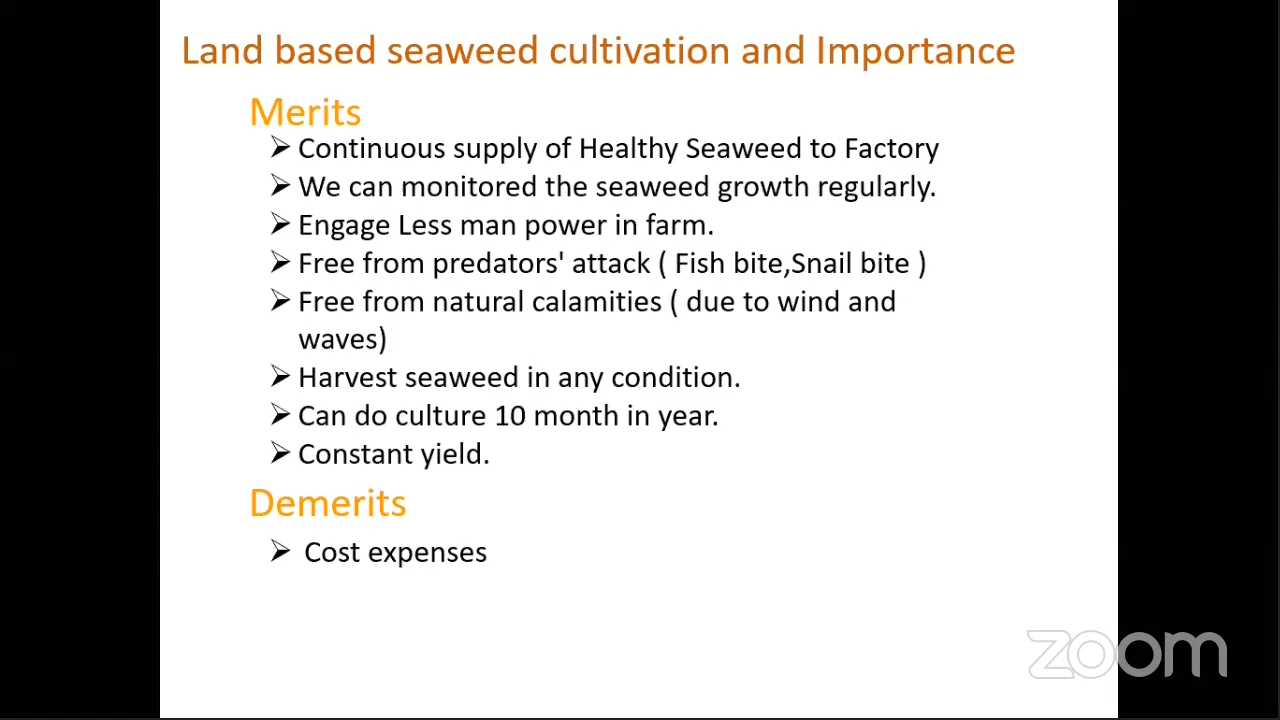 Land based seaweed cultivation and Importance
Merits
➢ Continuous supply of Healthy Seaweed to Factory
➢ We can monitored the seaweed growth regularly.
➢ Engage Less man power in farm.
➢ Free from predators' attack ( Fish bite,Snail bite )
➢ Free from natural calamities ( due to wind and
waves)
➢ Harvest seaweed in any condition.
➢ Can do culture 10 month in year.
➢ Constant yield.
Demerits
➢ Cost expenses
zoom